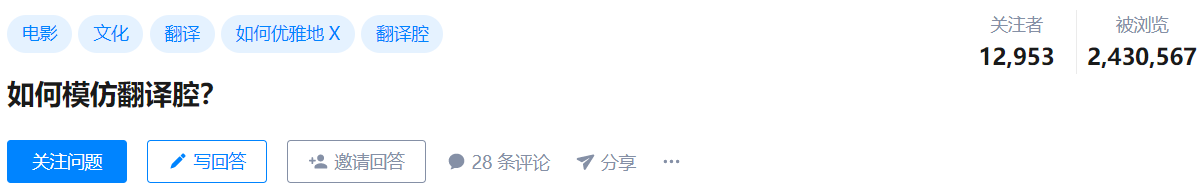 电影 文化 翻译 如何优雅地 X 翻译腔
关注者 被浏览
12,953 2,430,567
如何模仿翻译腔?
关注问题 写回答 邀请回答 28 条评论 分享 ...